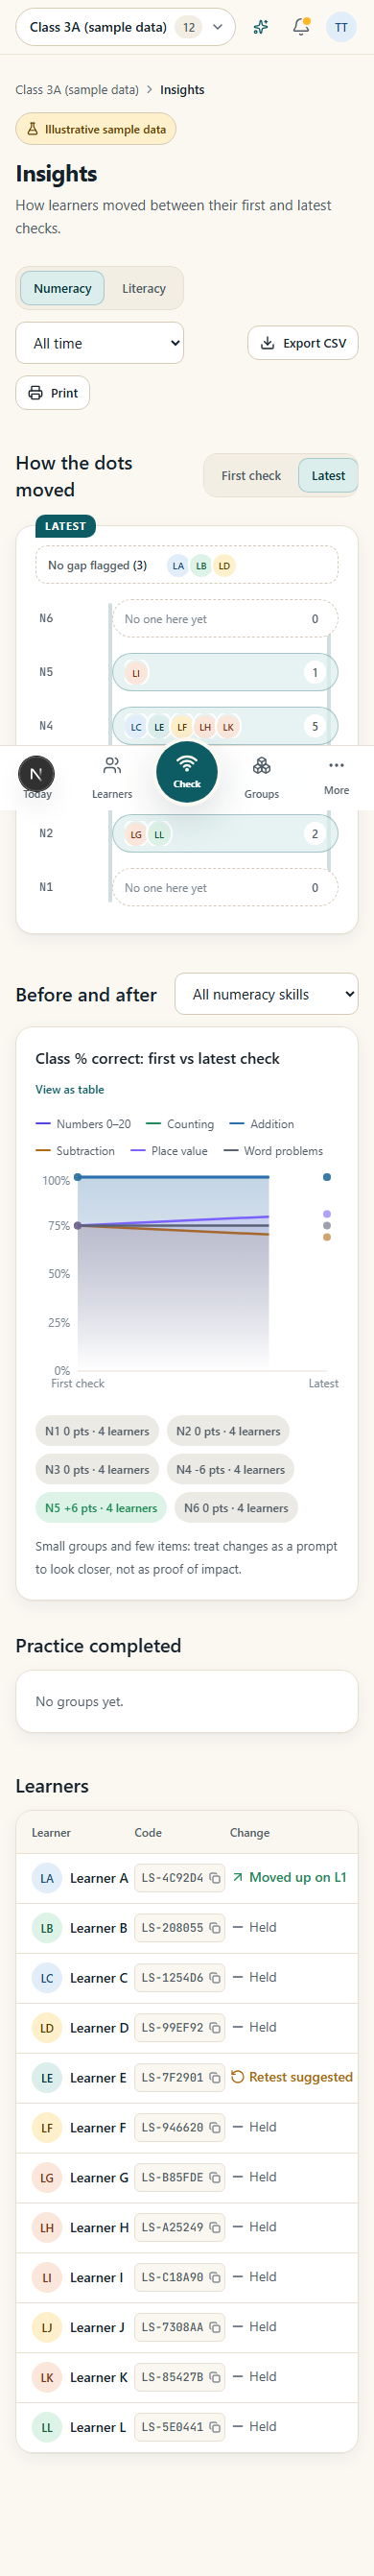 Class 3A (sample data) 12
TT
Class 3A (sample data) > Insights
Illustrative sample data
Insights
How learners moved between their first and latest
checks.
Numeracy Literacy
All time
Export CSV
Print
How the dots
moved
First check Latest
LATEST
No gap flagged (3) LA LB LD
N6 No one here yet 0
N5 LI 1
N4 LC LE LF LH LK 5
N
Today Learners Check Groups More
N2 LG LL 2
N1 No one here yet 0
Before and after
All numeracy skills
Class % correct: first vs latest check
View as table
Numbers 0–20 Counting Addition
Subtraction Place value Word problems
100%
75%
50%
25%
0%
First check Latest
N1 0 pts · 4 learners N2 0 pts · 4 learners
N3 0 pts · 4 learners N4 -6 pts · 4 learners
N5 +6 pts · 4 learners N6 0 pts · 4 learners
Small groups and few items: treat changes as a prompt
to look closer, not as proof of impact.
Practice completed
No groups yet.
Learners
Learner Code Change
LA Learner A LS-4C92D4 Moved up on L1
LB Learner B LS-208055 Held
LC Learner C LS-1254D6 Held
LD Learner D LS-99EF92 Held
LE Learner E LS-7F2901 Retest suggested
LF Learner F LS-946620 Held
LG Learner G LS-B85FDE Held
LH Learner H LS-A25249 Held
LI Learner I LS-C18A90 Held
LJ Learner J LS-7308AA Held
LK Learner K LS-85427B Held
LL Learner L LS-5E0441 Held